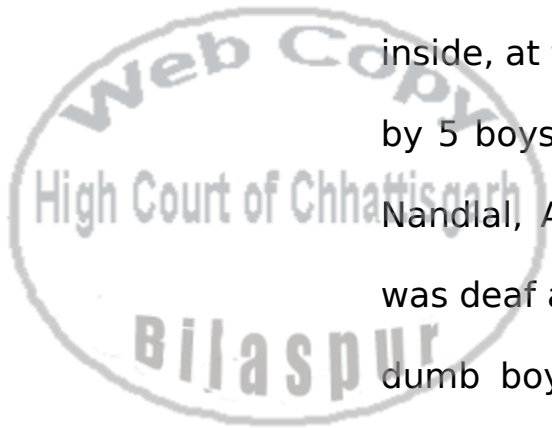 Web Copy
High Court of Chhattisgarh
Bilaspur
inside, at
by 5 boys
Nandlal,
was deaf
dumb boy